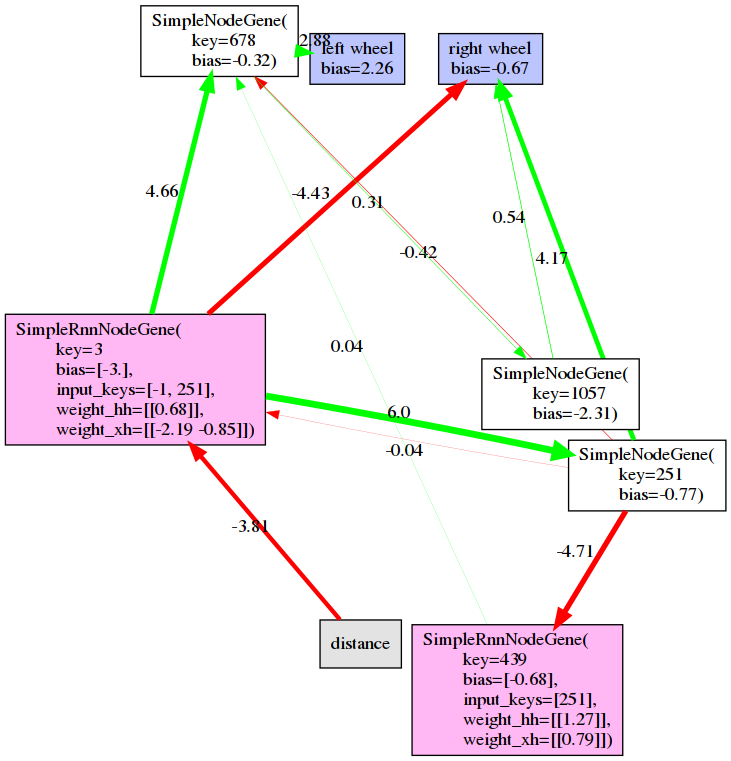 SimpleNodeGene(
key=678
bias=-0.32)
2.88
left wheel
bias=2.26
right wheel
bias=-0.67
4.66
-4.43
0.31
-0.42
0.54
4.17
SimpleRnnNodeGene(
key=3
bias=[-3.],
input_keys=[-1, 251],
weight_hh=[[0.68]],
weight_xh=[[-2.19 -0.85]])
0.04
SimpleNodeGene(
key=1057
bias=-2.31)
6.0
-0.04
SimpleNodeGene(
key=251
bias=-0.77)
-3.81
-4.71
distance
SimpleRnnNodeGene(
key=439
bias=[-0.68],
input_keys=[251],
weight_hh=[[1.27]],
weight_xh=[[0.79]])